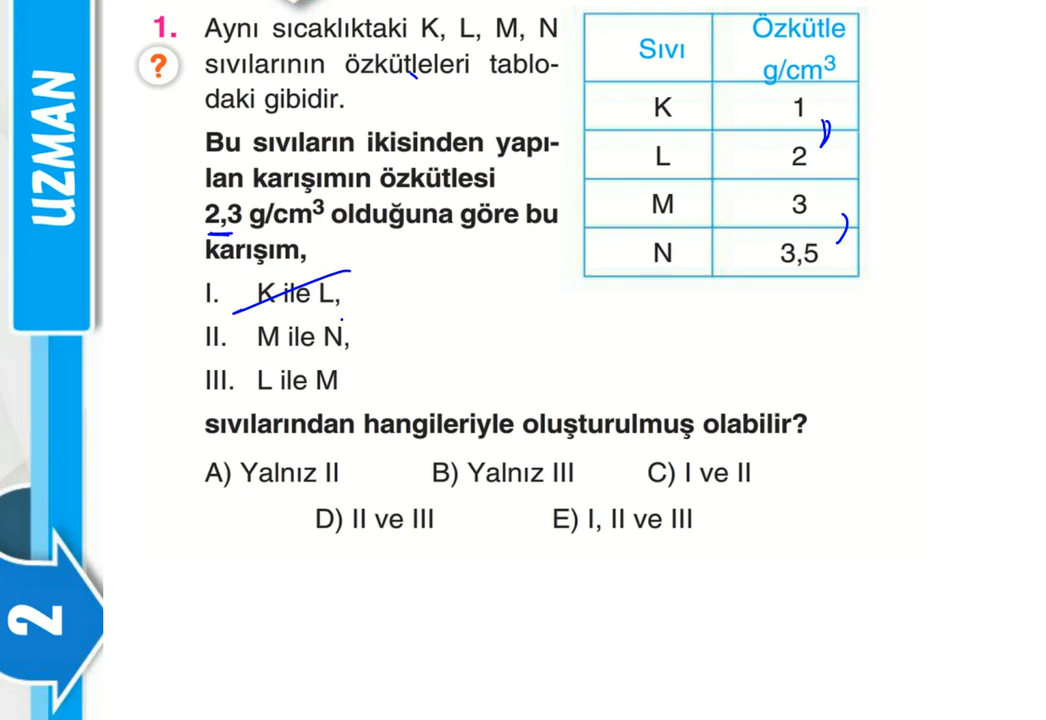 UZMAN
2
1. Aynı sıcaklıktaki K, L, M, N
? sıvılarının özkütleleri tablo-
daki gibidir.
Bu sıvıların ikisinden yapı-
lan karışımın özkütlesi
2,3 g/cm³ olduğuna göre bu
karışım,
I. K ile L,
II. M ile N,
III. L ile M
sıvılarından hangileriyle oluşturulmuş olabilir?
A) Yalnız II B) Yalnız III C) I ve II
D) II ve III E) I, II ve III
Sıvı Özkütle
g/cm³
K 1
L 2
M 3
N 3,5